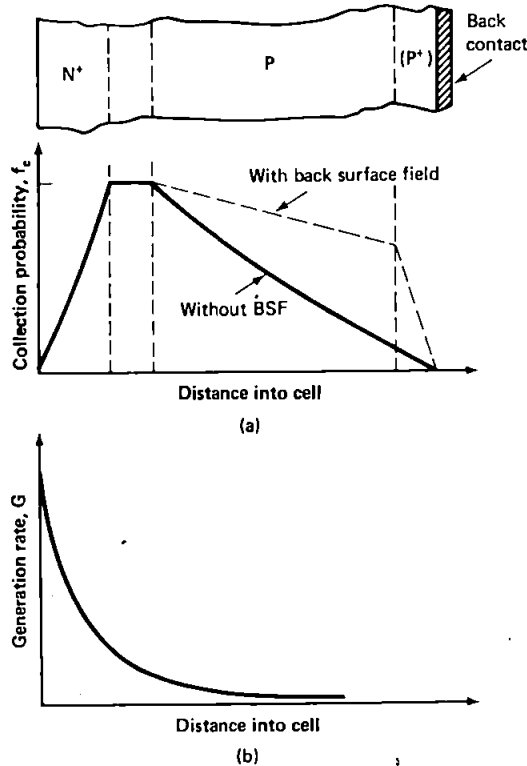 Back
contact
N+
P
(P+)
Collection probability, fc
With back surface field
Without BSF
Distance into cell
(a)
Generation rate, G
Distance into cell
(b)